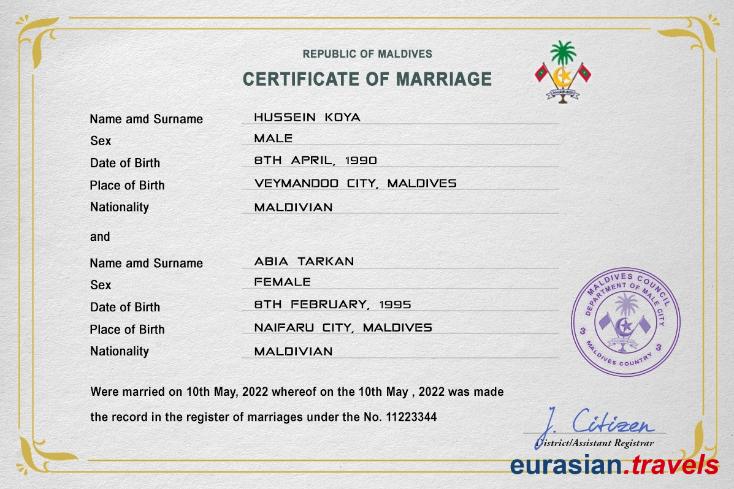 REPUBLIC OF MALDIVES
CERTIFICATE OF MARRIAGE
Name amd Surname HUSSEIN KOYA
Sex MALE
Date of Birth 8TH APRIL, 1990
Place of Birth VEYMANDOO CITY, MALDIVES
Nationality MALDIVIAN
and
Name amd Surname ABIA TARKAN
Sex FEMALE
Date of Birth 8TH FEBRUARY, 1995
Place of Birth NAIFARU CITY, MALDIVES
Nationality MALDIVIAN
MALDIVES COUNCIL
DEPARTMENT OF MALE CITY
MALDIVES COUNTRY
Were married on 10th May, 2022 whereof on the 10th May , 2022 was made
the record in the register of marriages under the No. 11223344
J. Citizen
District/Assistant Registrar
eurasian.travels